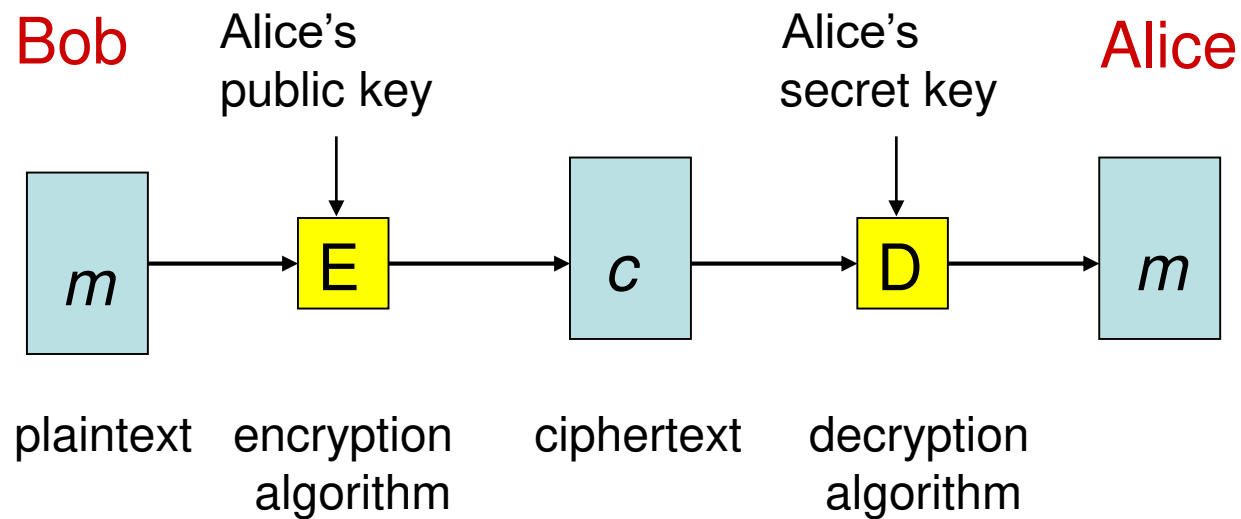 Bob
Alice’s
public key
Alice’s
secret key
Alice
m
E
c
D
m
plaintext
encryption
algorithm
ciphertext
decryption
algorithm